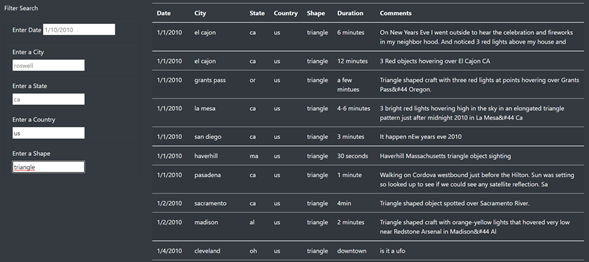 Filter Search
Enter Date 1/10/2010
Enter a City
roswell
Enter a State
ca
Enter a Country
us
Enter a Shape
triangle
Date City State Country Shape Duration Comments
1/1/2010 el cajon ca us triangle 6 minutes On New Years Eve I went outside to hear the celebration and fireworks
in my neighbor hood. And noticed 3 red lights above my house and
1/1/2010 el cajon ca us triangle 12 minutes 3 Red objects hovering over El Cajon CA
1/1/2010 grants pass or us triangle a few
mintues
Triangle shaped craft with three red lights at points hovering over Grants
Pass&#44 Oregon.
1/1/2010 la mesa ca us triangle 4-6 minutes 3 bright red lights hovering high in the sky in an elongated triangle
pattern just after midnight 2010 in La Mesa&#44 Ca
1/1/2010 san diego ca us triangle 3 minutes It happen nEw years eve 2010
1/1/2010 haverhill ma us triangle 30 seconds Haverhill Massachusetts triangle object sighting
1/1/2010 pasadena ca us triangle 1 minute Walking on Cordova westbound just before the Hilton. Sun was setting
so looked up to see if we could see any satellite reflection. Sa
1/2/2010 sacramento ca us triangle 4min Triangle shaped object spotted over Sacramento River.
1/2/2010 madison al us triangle 2 minutes Triangle shaped craft with orange-yellow lights that hovered very low
near Redstone Arsenal in Madison&#44 Al
1/4/2010 cleveland oh us triangle downtown is it a ufo